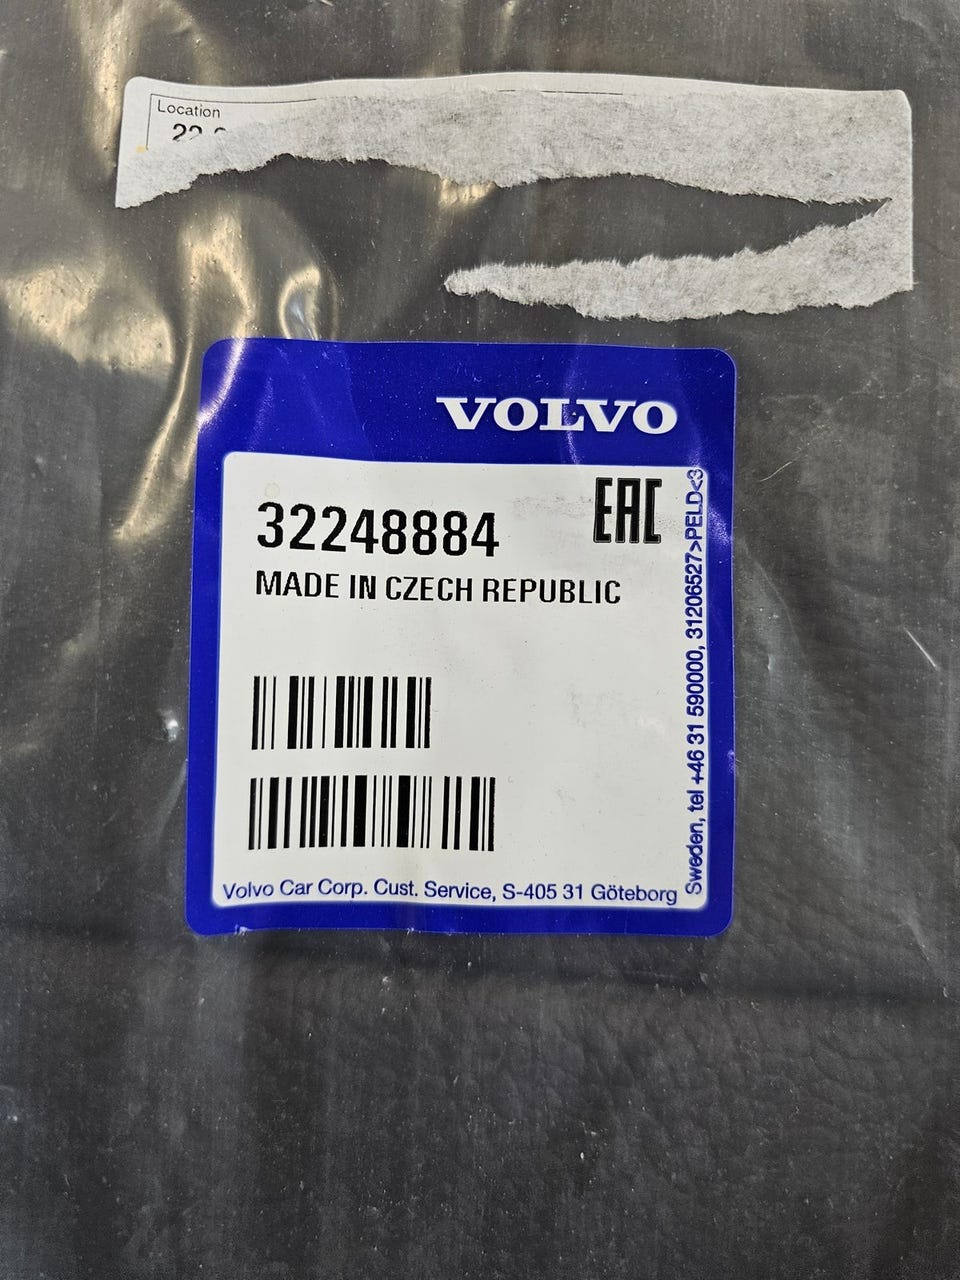 Location
VOLVO
32248884
EAC
MADE IN CZECH REPUBLIC
Volvo Car Corp. Cust. Service, S-405 31 Göteborg
Sweden, tel +46 31 590000, 31206527>PELD<3